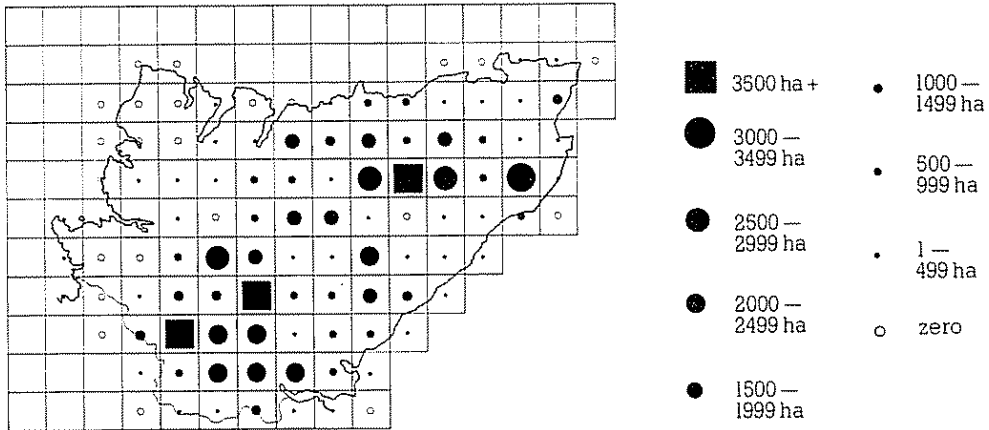 3500 ha +
3000 —
3499 ha
2500 —
2999 ha
2000 —
2499 ha
1500 —
1999 ha
1000 —
1499 ha
500 —
999 ha
1 —
499 ha
zero